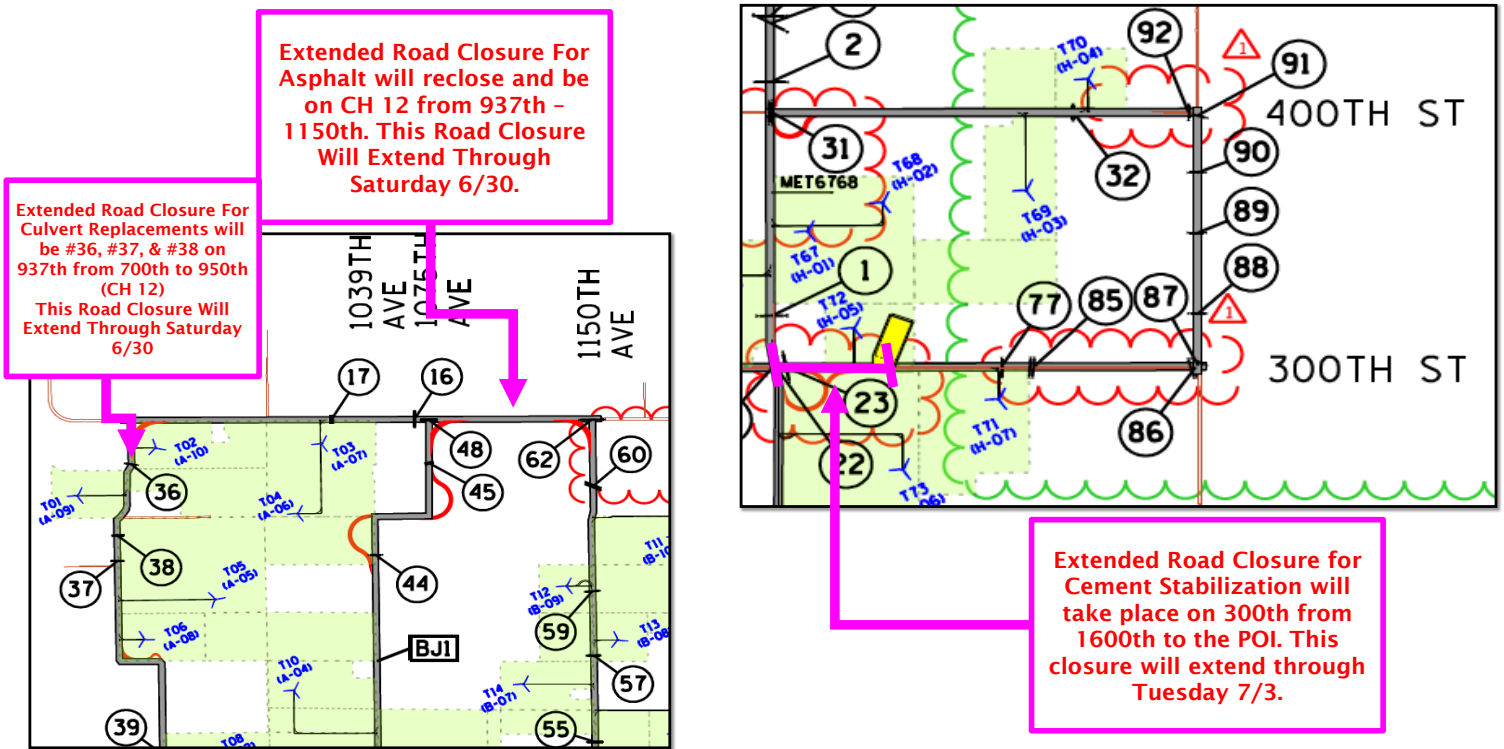 Extended Road Closure For
Asphalt will reclose and be
on CH 12 from 937th –
1150th. This Road Closure
Will Extend Through
Saturday 6/30.
Extended Road Closure For
Culvert Replacements will
be #36, #37, & #38 on
937th from 700th to 950th
(CH 12)
This Road Closure Will
Extend Through Saturday
6/30
1039TH
AVE
1076TH
AVE
1150TH
AVE
17
16
48
62
60
45
36
38
37
44
59
57
55
39
BJ1
T02
(A-10)
T03
(A-07)
T01
(A-09)
T04
(A-06)
T05
(A-05)
T06
(A-08)
T10
(A-04)
T08
T11
(B-10
T12
(B-09)
T13
(B-08
T14
(B-07)
2
92
1
91
400TH ST
T70
(H-04)
31
32
90
T68
(H-02)
MET6768
T69
(H-03)
89
T67
(H-01)
1
88
T72
(H-05)
77
85
87
1
300TH ST
23
T71
(H-07)
86
22
T73
06)
Extended Road Closure for
Cement Stabilization will
take place on 300th from
1600th to the POI. This
closure will extend through
Tuesday 7/3.